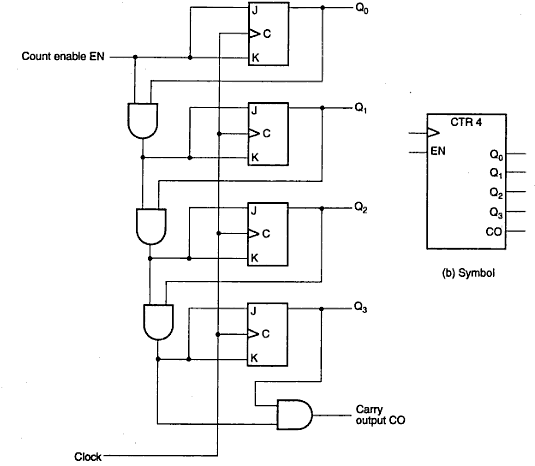 J
C
K
Q0
Count enable EN
J
C
K
Q1
J
C
K
Q2
J
C
K
Q3
Carry
output CO
Clock
CTR 4
EN
Q0
Q1
Q2
Q3
CO
(b) Symbol